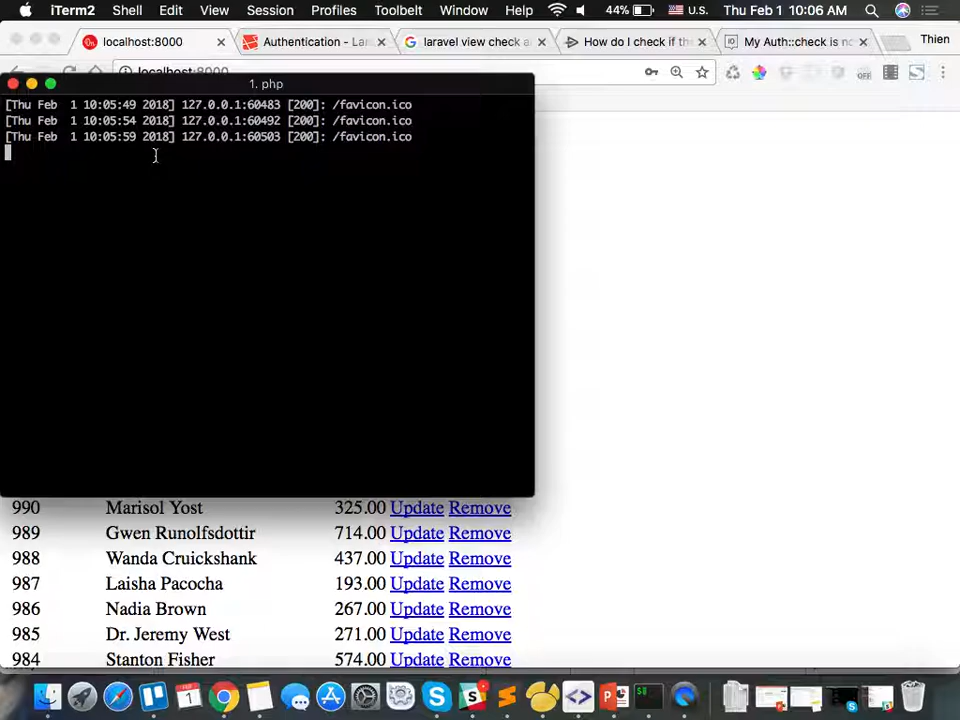 iTerm2 Shell Edit View Session Profiles Toolbelt Window Help 44% U.S. Thu Feb 1 10:06 AM
localhost:8000 Authentication - La laravel view check a How do I check if the My Auth::check is no Thien
localhost:8000
1. php
[Thu Feb  1 10:05:49 2018] 127.0.0.1:60483 [200]: /favicon.ico
[Thu Feb  1 10:05:54 2018] 127.0.0.1:60492 [200]: /favicon.ico
[Thu Feb  1 10:05:59 2018] 127.0.0.1:60503 [200]: /favicon.ico
990 Marisol Yost 325.00 Update Remove
989 Gwen Runolfsdottir 714.00 Update Remove
988 Wanda Cruickshank 437.00 Update Remove
987 Laisha Pacocha 193.00 Update Remove
986 Nadia Brown 267.00 Update Remove
985 Dr. Jeremy West 271.00 Update Remove
984 Stanton Fisher 574.00 Update Remove